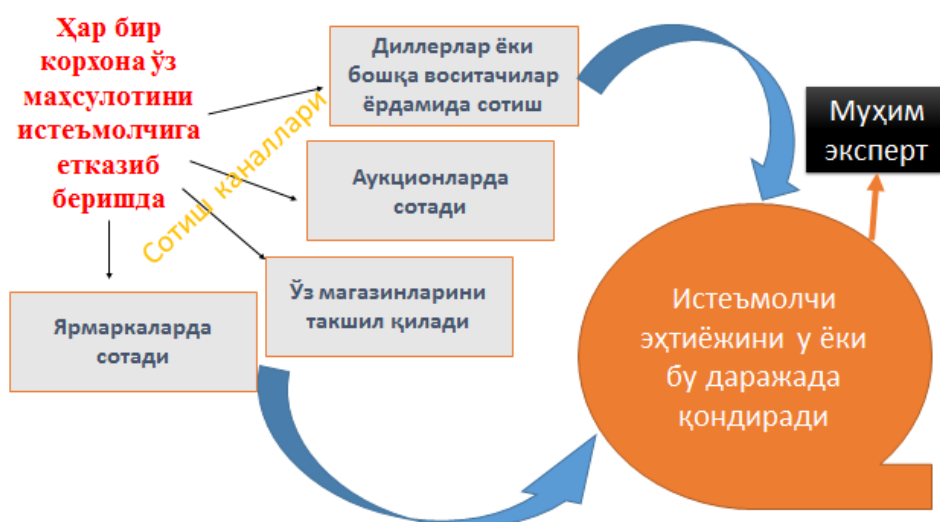 Ҳар бир
корхона ўз
маҳсулотини
истеъмолчига
етказиб
беришда
Сотиш каналлари
Диллерлар ёки
бошқа воситачилар
ёрдамида сотиш
Аукционларда
сотади
Ўз магазинларини
такшил қилади
Ярмаркаларда
сотади
Муҳим
эксперт
Истеъмолчи
эҳтиёжини у ёки
бу даражада
қондиради